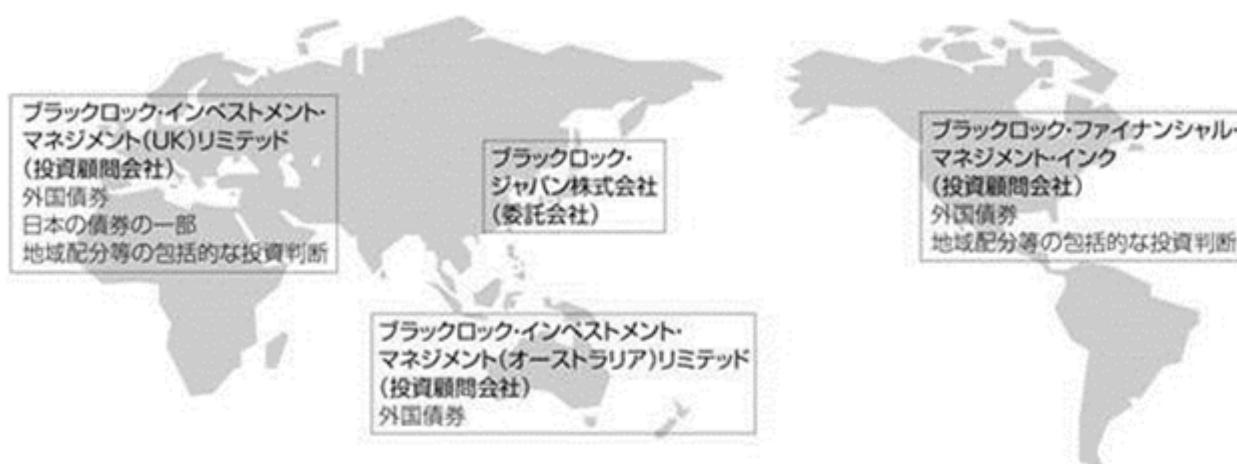 ブラックロック・インベストメント・
マネジメント(UK)リミテッド
(投資顧問会社)
外国債券
日本の債券の一部
地域配分等の包括的な投資判断
ブラックロック・
ジャパン株式会社
(委託会社)
ブラックロック・ファイナンシャル・
マネジメント・インク
(投資顧問会社)
外国債券
地域配分等の包括的な投資判断
ブラックロック・インベストメント・
マネジメント(オーストラリア)リミテッド
(投資顧問会社)
外国債券